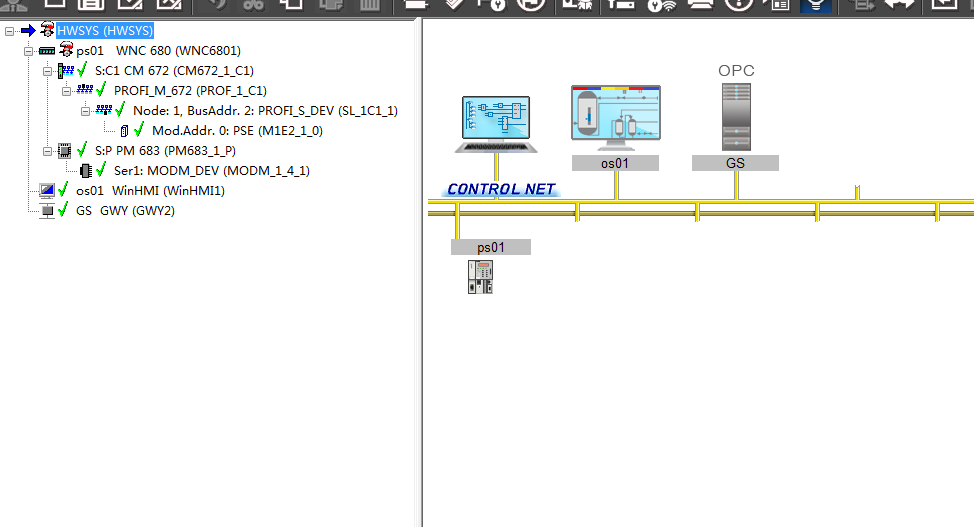 HWSYS (HWSYS)
ps01 WNC 680 (WNC6801)
S:C1 CM 672 (CM672_1_C1)
PROFI_M_672 (PROF_1_C1)
Node: 1, BusAddr. 2: PROFI_S_DEV (SL_1C1_1)
Mod.Addr. 0: PSE (M1E2_1_0)
S:P PM 683 (PM683_1_P)
Ser1: MODM_DEV (MODM_1_4_1)
os01 WinHMI (WinHMI1)
GS GWY (GWY2)
OPC
os01
GS
CONTROL NET
ps01